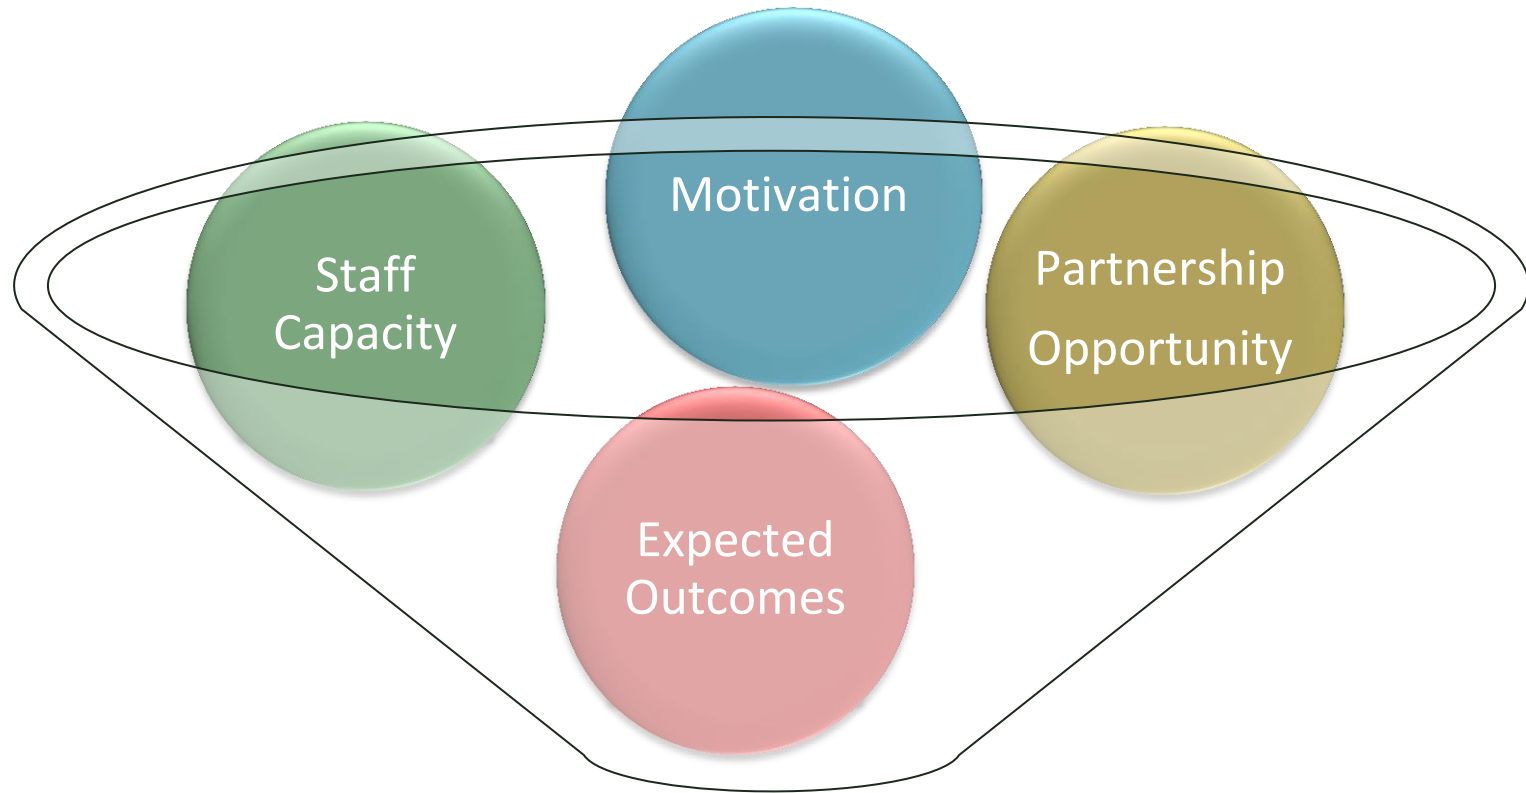 Motivation
Staff
Capacity
Partnership
Opportunity
Expected
Outcomes